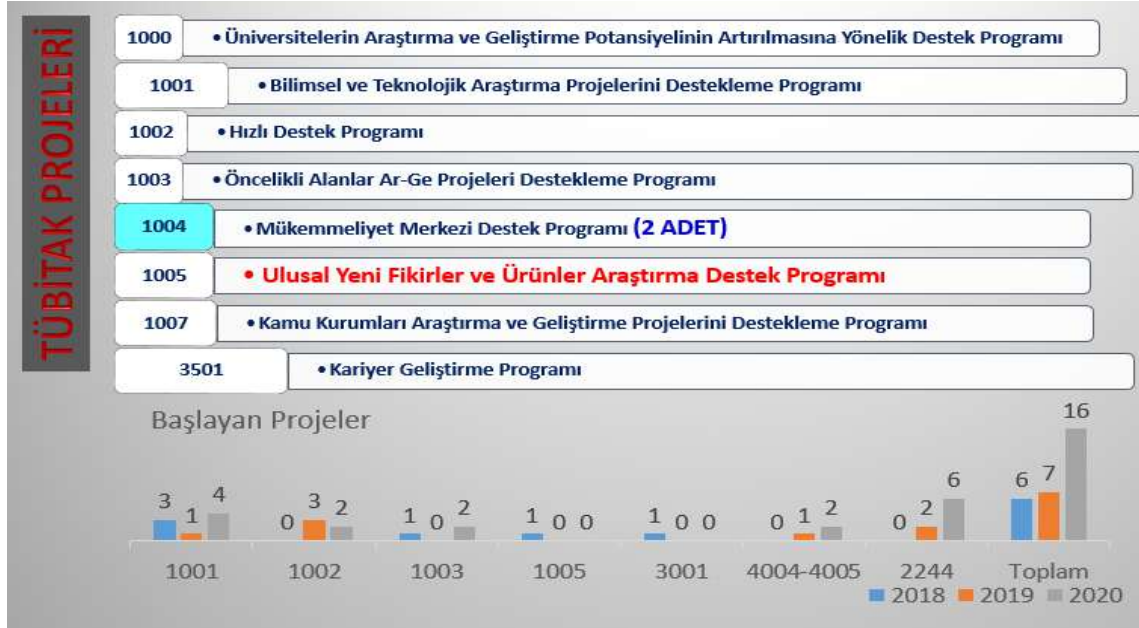 TÜBİTAK PROJELERİ
1000 • Üniversitelerin Araştırma ve Geliştirme Potansiyelinin Artırılmasına Yönelik Destek Programı
1001 • Bilimsel ve Teknolojik Araştırma Projelerini Destekleme Programı
1002 • Hızlı Destek Programı
1003 • Öncelikli Alanlar Ar-Ge Projeleri Destekleme Programı
1004 • Mükemmeliyet Merkezi Destek Programı (2 ADET)
1005 • Ulusal Yeni Fikirler ve Ürünler Araştırma Destek Programı
1007 • Kamu Kurumları Araştırma ve Geliştirme Projelerini Destekleme Programı
3501 • Kariyer Geliştirme Programı
Başlayan Projeler
3 1 4 0 3 2 1 0 2 1 0 0 1 0 0 0 1 2 0 2 6 6 7 16
1001 1002 1003 1005 3001 4004-4005 2244 Toplam
2018 2019 2020